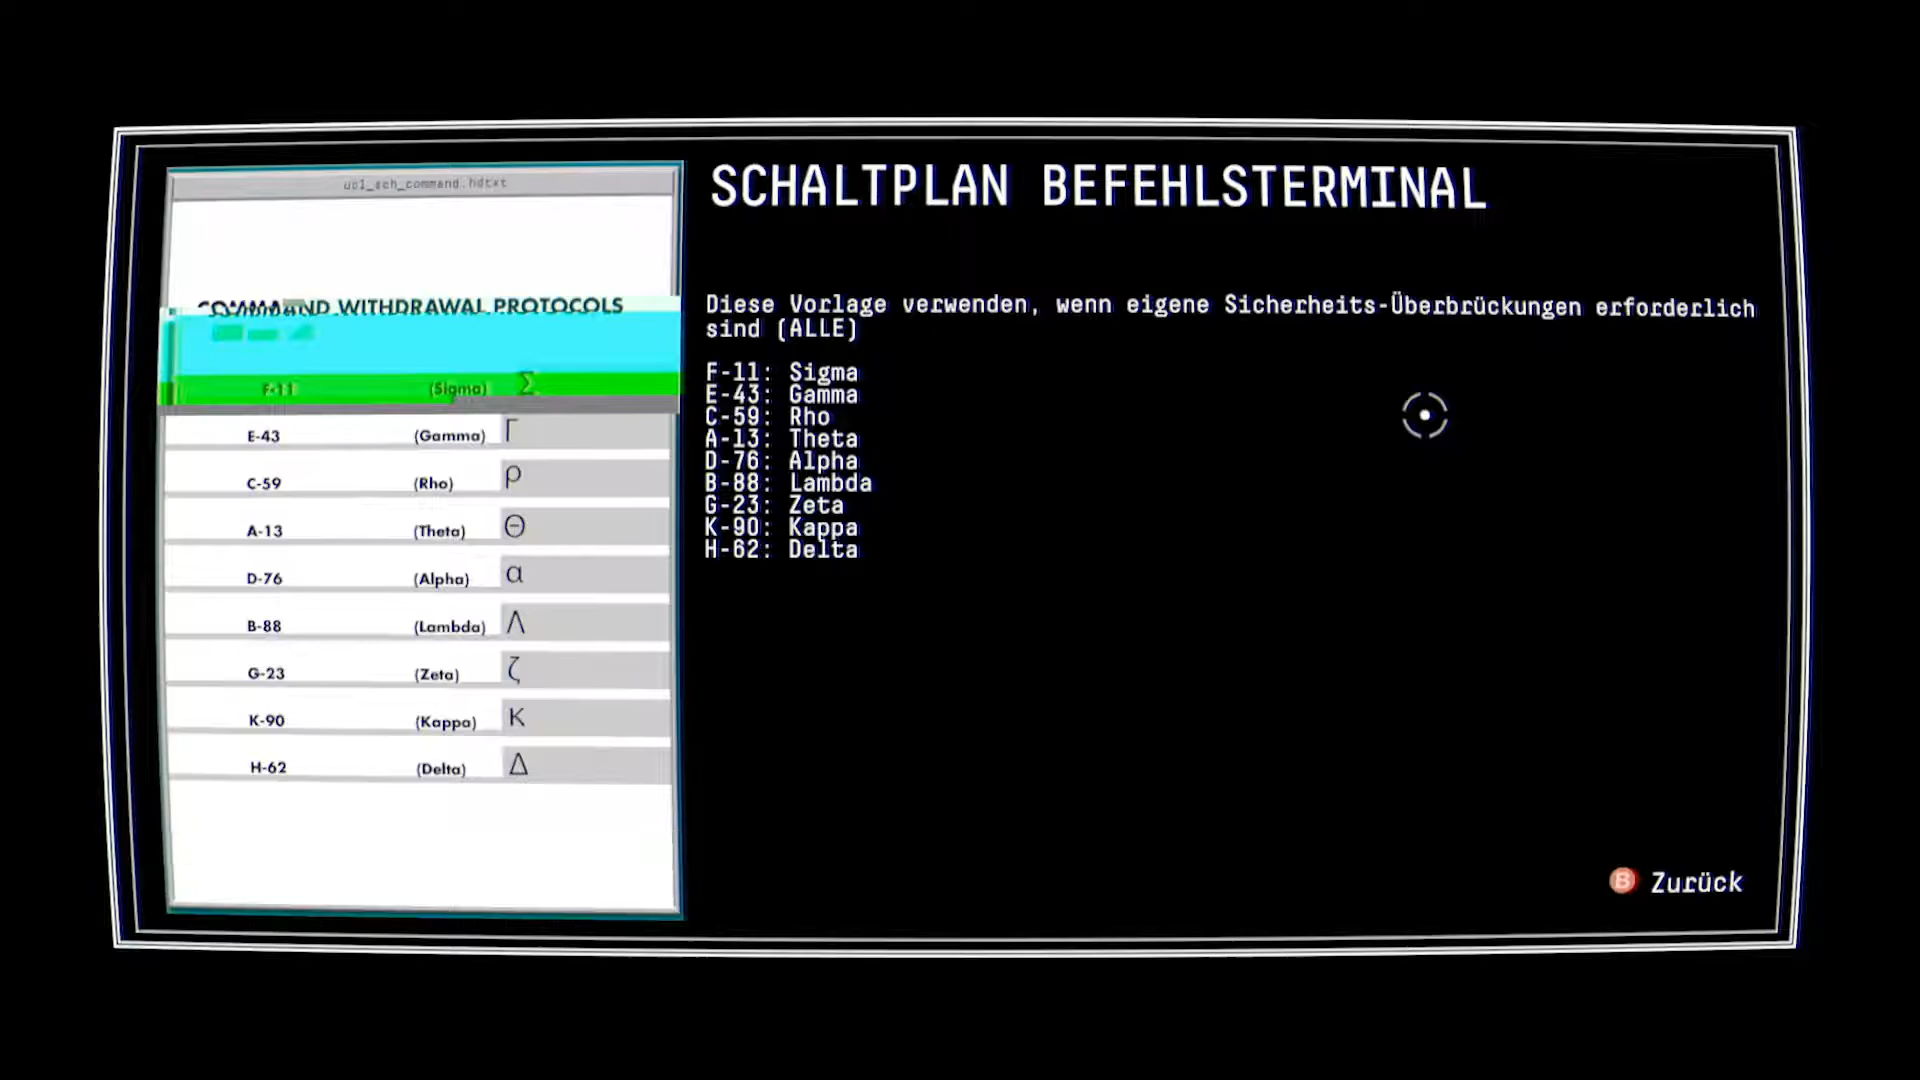 uc1_sch_command.hdtxt
COMMAND WITHDRAWAL PROTOCOLS
F-11 (Sigma) Σ
E-43 (Gamma) Γ
C-59 (Rho) ρ
A-13 (Theta) Θ
D-76 (Alpha) α
B-88 (Lambda) Λ
G-23 (Zeta) ζ
K-90 (Kappa) K
H-62 (Delta) Δ
SCHALTPLAN BEFEHLSTERMINAL
Diese Vorlage verwenden, wenn eigene Sicherheits-Überbrückungen erforderlich
sind (ALLE)
F-11: Sigma
E-43: Gamma
C-59: Rho
A-13: Theta
D-76: Alpha
B-88: Lambda
G-23: Zeta
K-90: Kappa
H-62: Delta
B Zurück